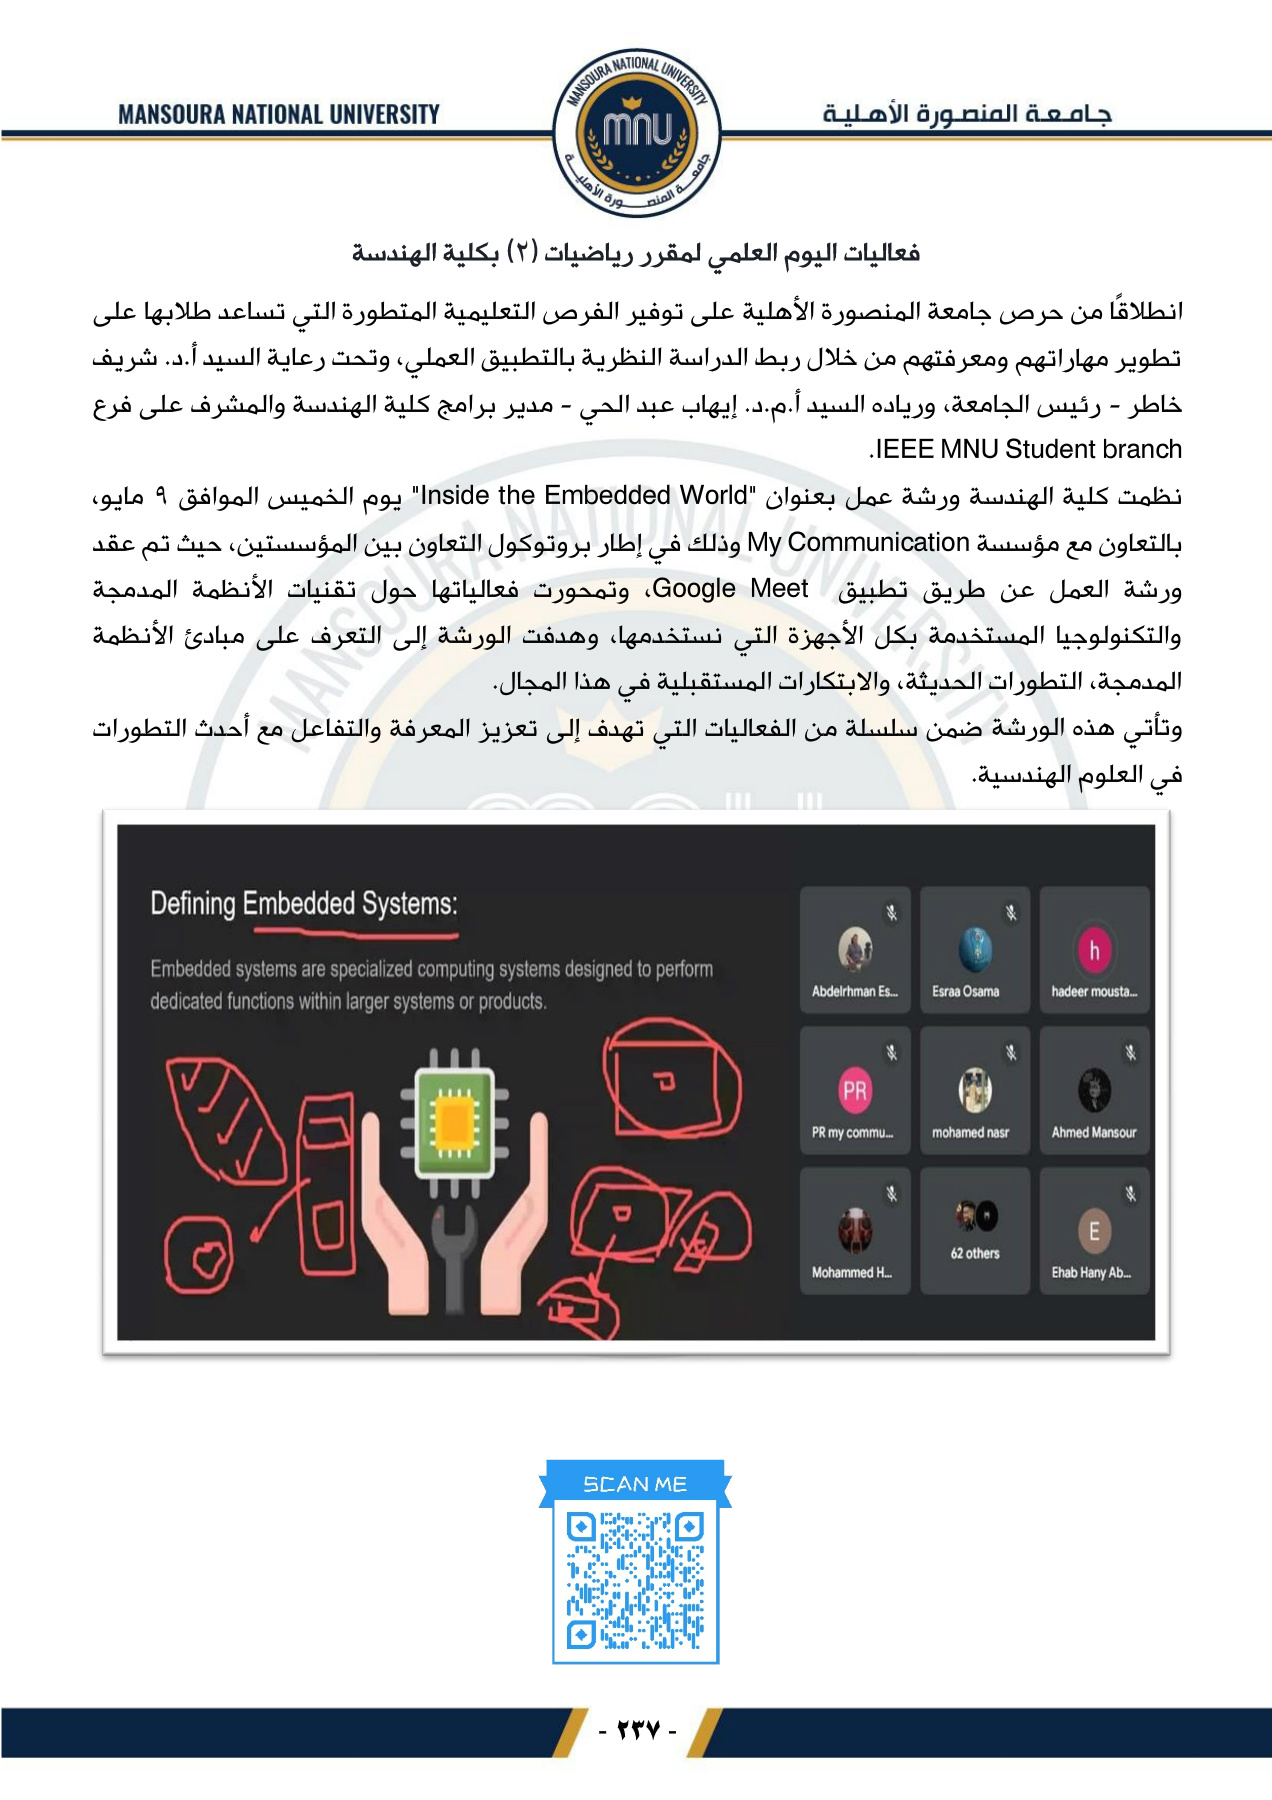 MANSOURA NATIONAL UNIVERSITY
جامعة المنصورة الأهلية
MANSOURA NATIONAL UNIVERSITY
mnu
جامعة المنصورة الأهلية
فعاليات اليوم العلمي لمقرر رياضيات (٢) بكلية الهندسة
انطلاقًا من حرص جامعة المنصورة الأهلية على توفير الفرص التعليمية المتطورة التي تساعد طلابها على
تطوير مهاراتهم ومعرفتهم من خلال ربط الدراسة النظرية بالتطبيق العملي، وتحت رعاية السيد أ.د. شريف
خاطر - رئيس الجامعة، ورياده السيد أ.م.د. إيهاب عبد الحي - مدير برامج كلية الهندسة والمشرف على فرع
IEEE MNU Student branch.
نظمت كلية الهندسة ورشة عمل بعنوان "Inside the Embedded World" يوم الخميس الموافق ٩ مايو،
بالتعاون مع مؤسسة My Communication وذلك في إطار بروتوكول التعاون بين المؤسستين، حيث تم عقد
ورشة العمل عن طريق تطبيق Google Meet، وتمحورت فعالياتها حول تقنيات الأنظمة المدمجة
والتكنولوجيا المستخدمة بكل الأجهزة التي نستخدمها، وهدفت الورشة إلى التعرف على مبادئ الأنظمة
المدمجة، التطورات الحديثة، والابتكارات المستقبلية في هذا المجال.
وتأتي هذه الورشة ضمن سلسلة من الفعاليات التي تهدف إلى تعزيز المعرفة والتفاعل مع أحدث التطورات
في العلوم الهندسية.
Defining Embedded Systems:
Embedded systems are specialized computing systems designed to perform
dedicated functions within larger systems or products.
Abdelrhman Es...
Esraa Osama
h
hadeer mousta...
PR
PR my commu...
mohamed nasr
Ahmed Mansour
Mohammed H...
62 others
E
Ehab Hany Ab...
SCAN ME
- ٢٣٧ -